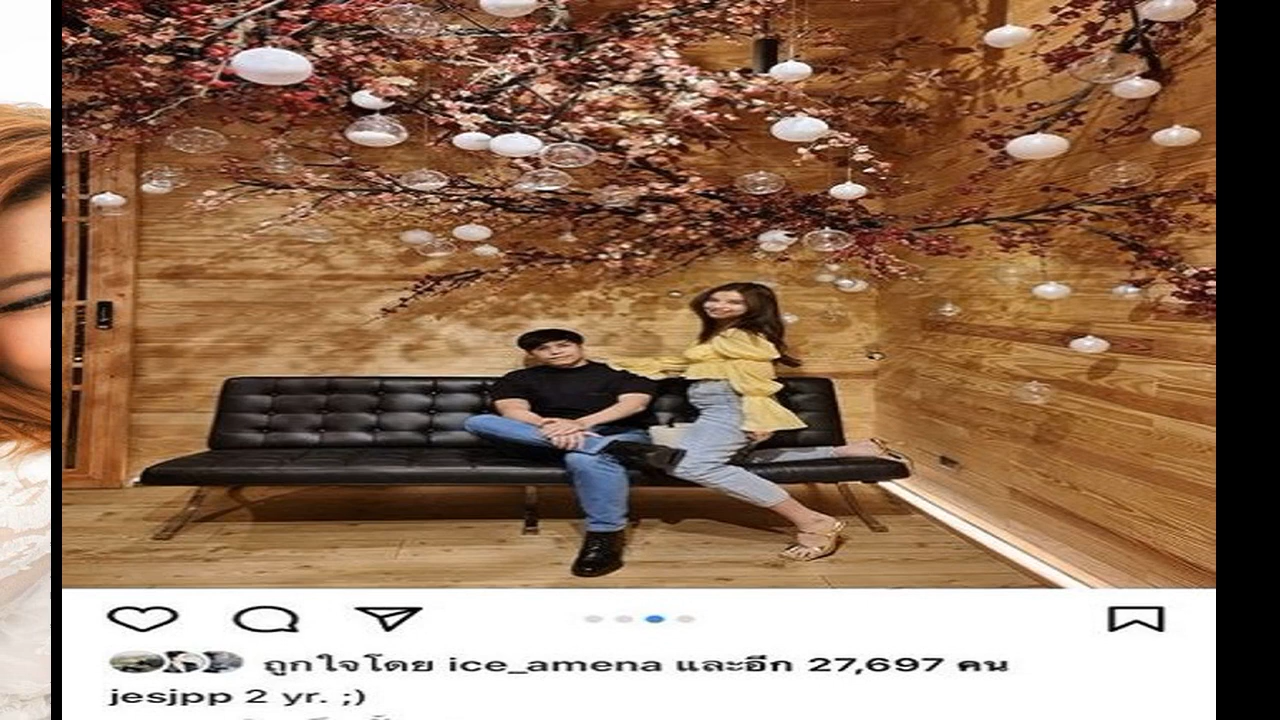 ถูกใจโดย ice_amena และอีก 27,697 คน
jesjpp 2 yr. ;)